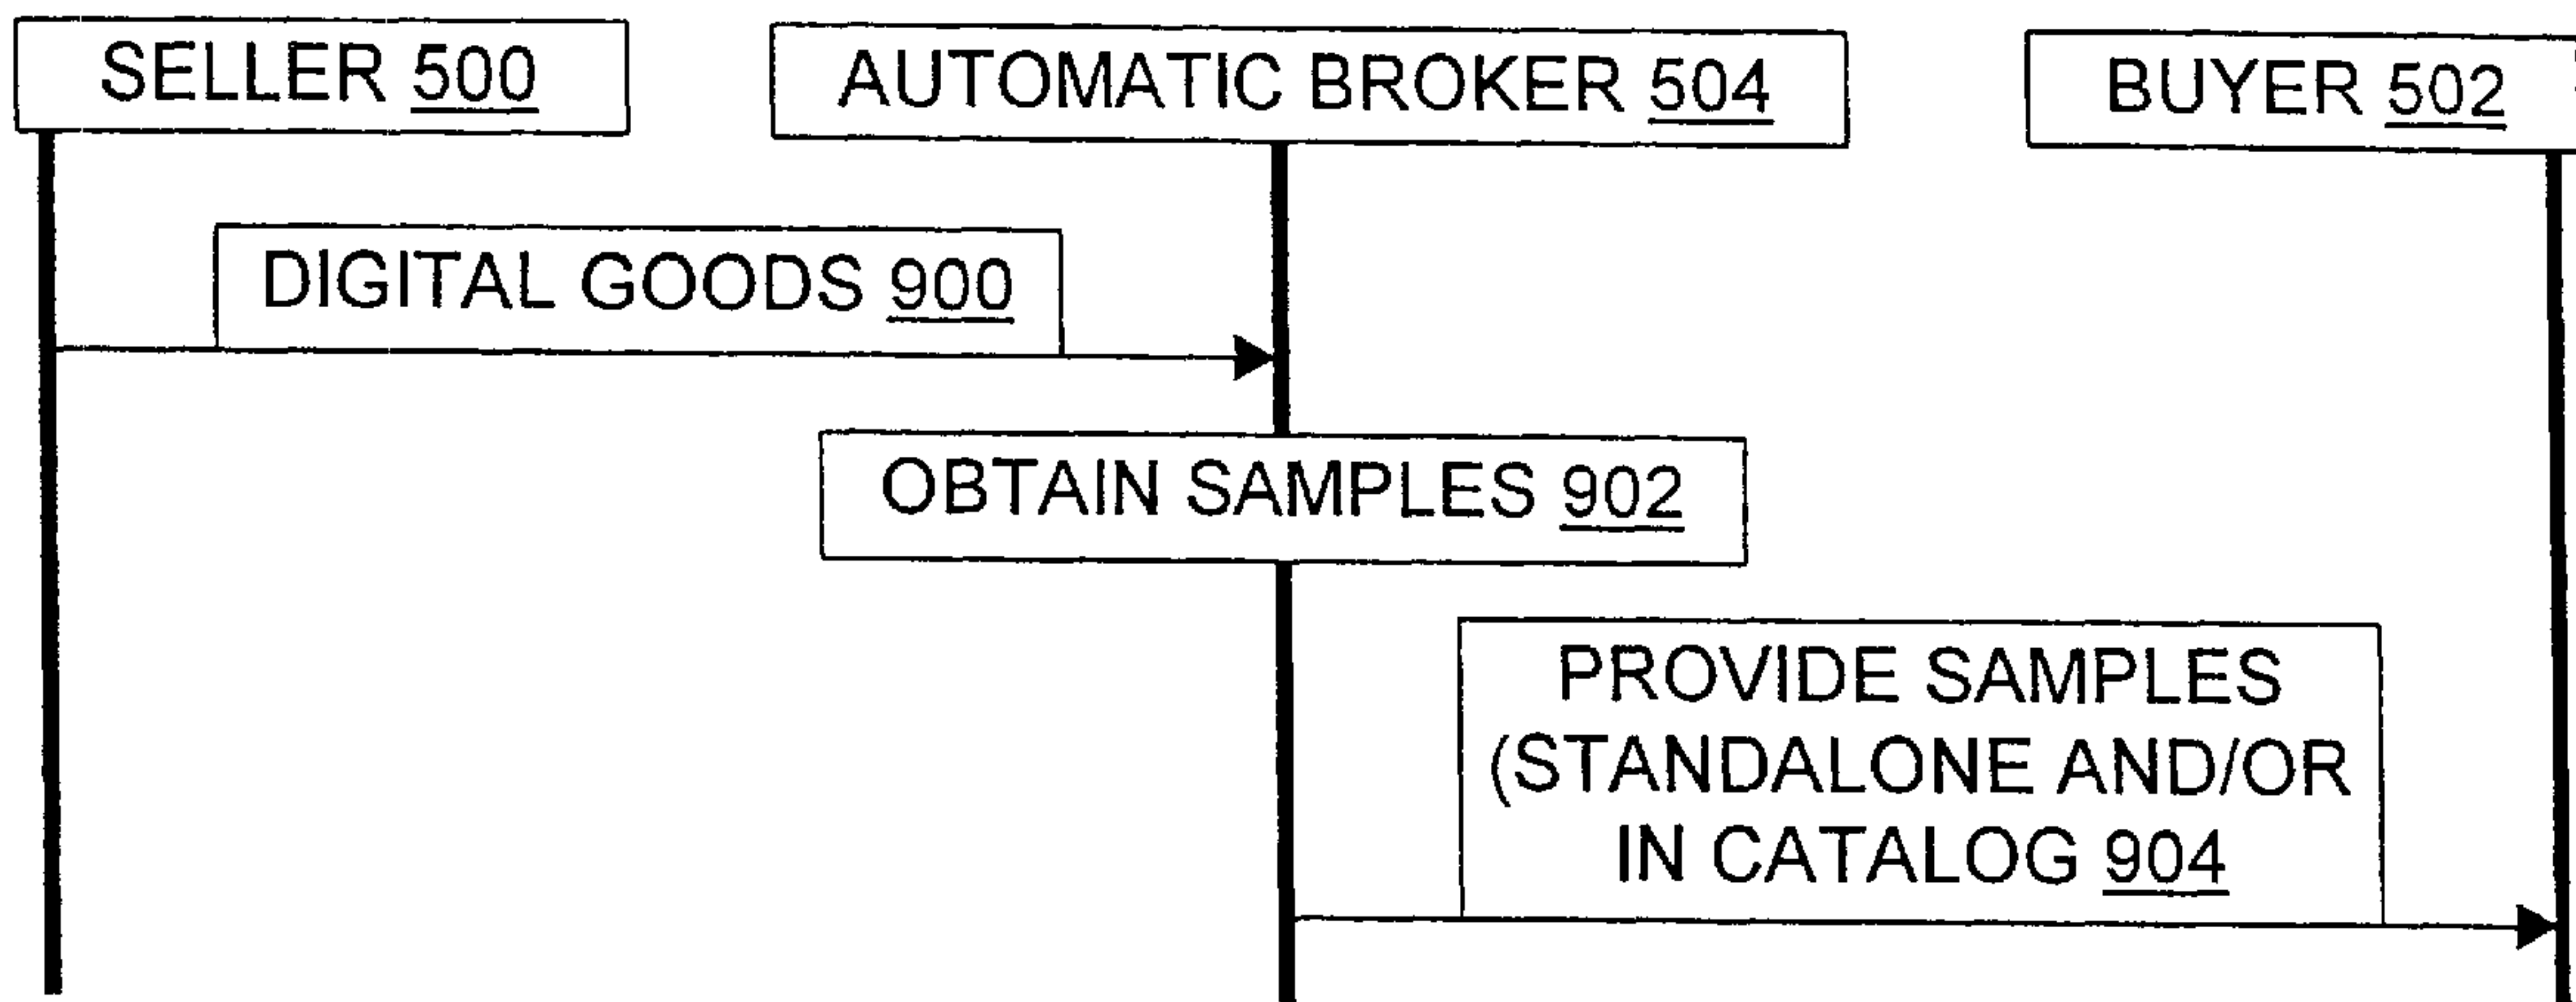 SELLER 500
AUTOMATIC BROKER 504
BUYER 502
DIGITAL GOODS 900
OBTAIN SAMPLES 902
PROVIDE SAMPLES
(STANDALONE AND/OR
IN CATALOG 904